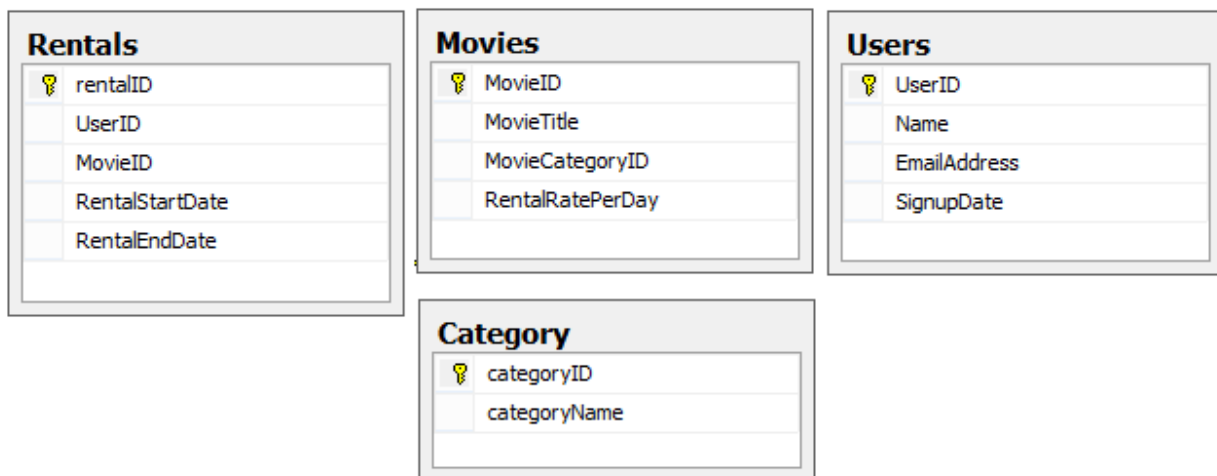 Rentals
rentalID
UserID
MovieID
RentalStartDate
RentalEndDate
Movies
MovieID
MovieTitle
MovieCategoryID
RentalRatePerDay
Users
UserID
Name
EmailAddress
SignupDate
Category
categoryID
categoryName